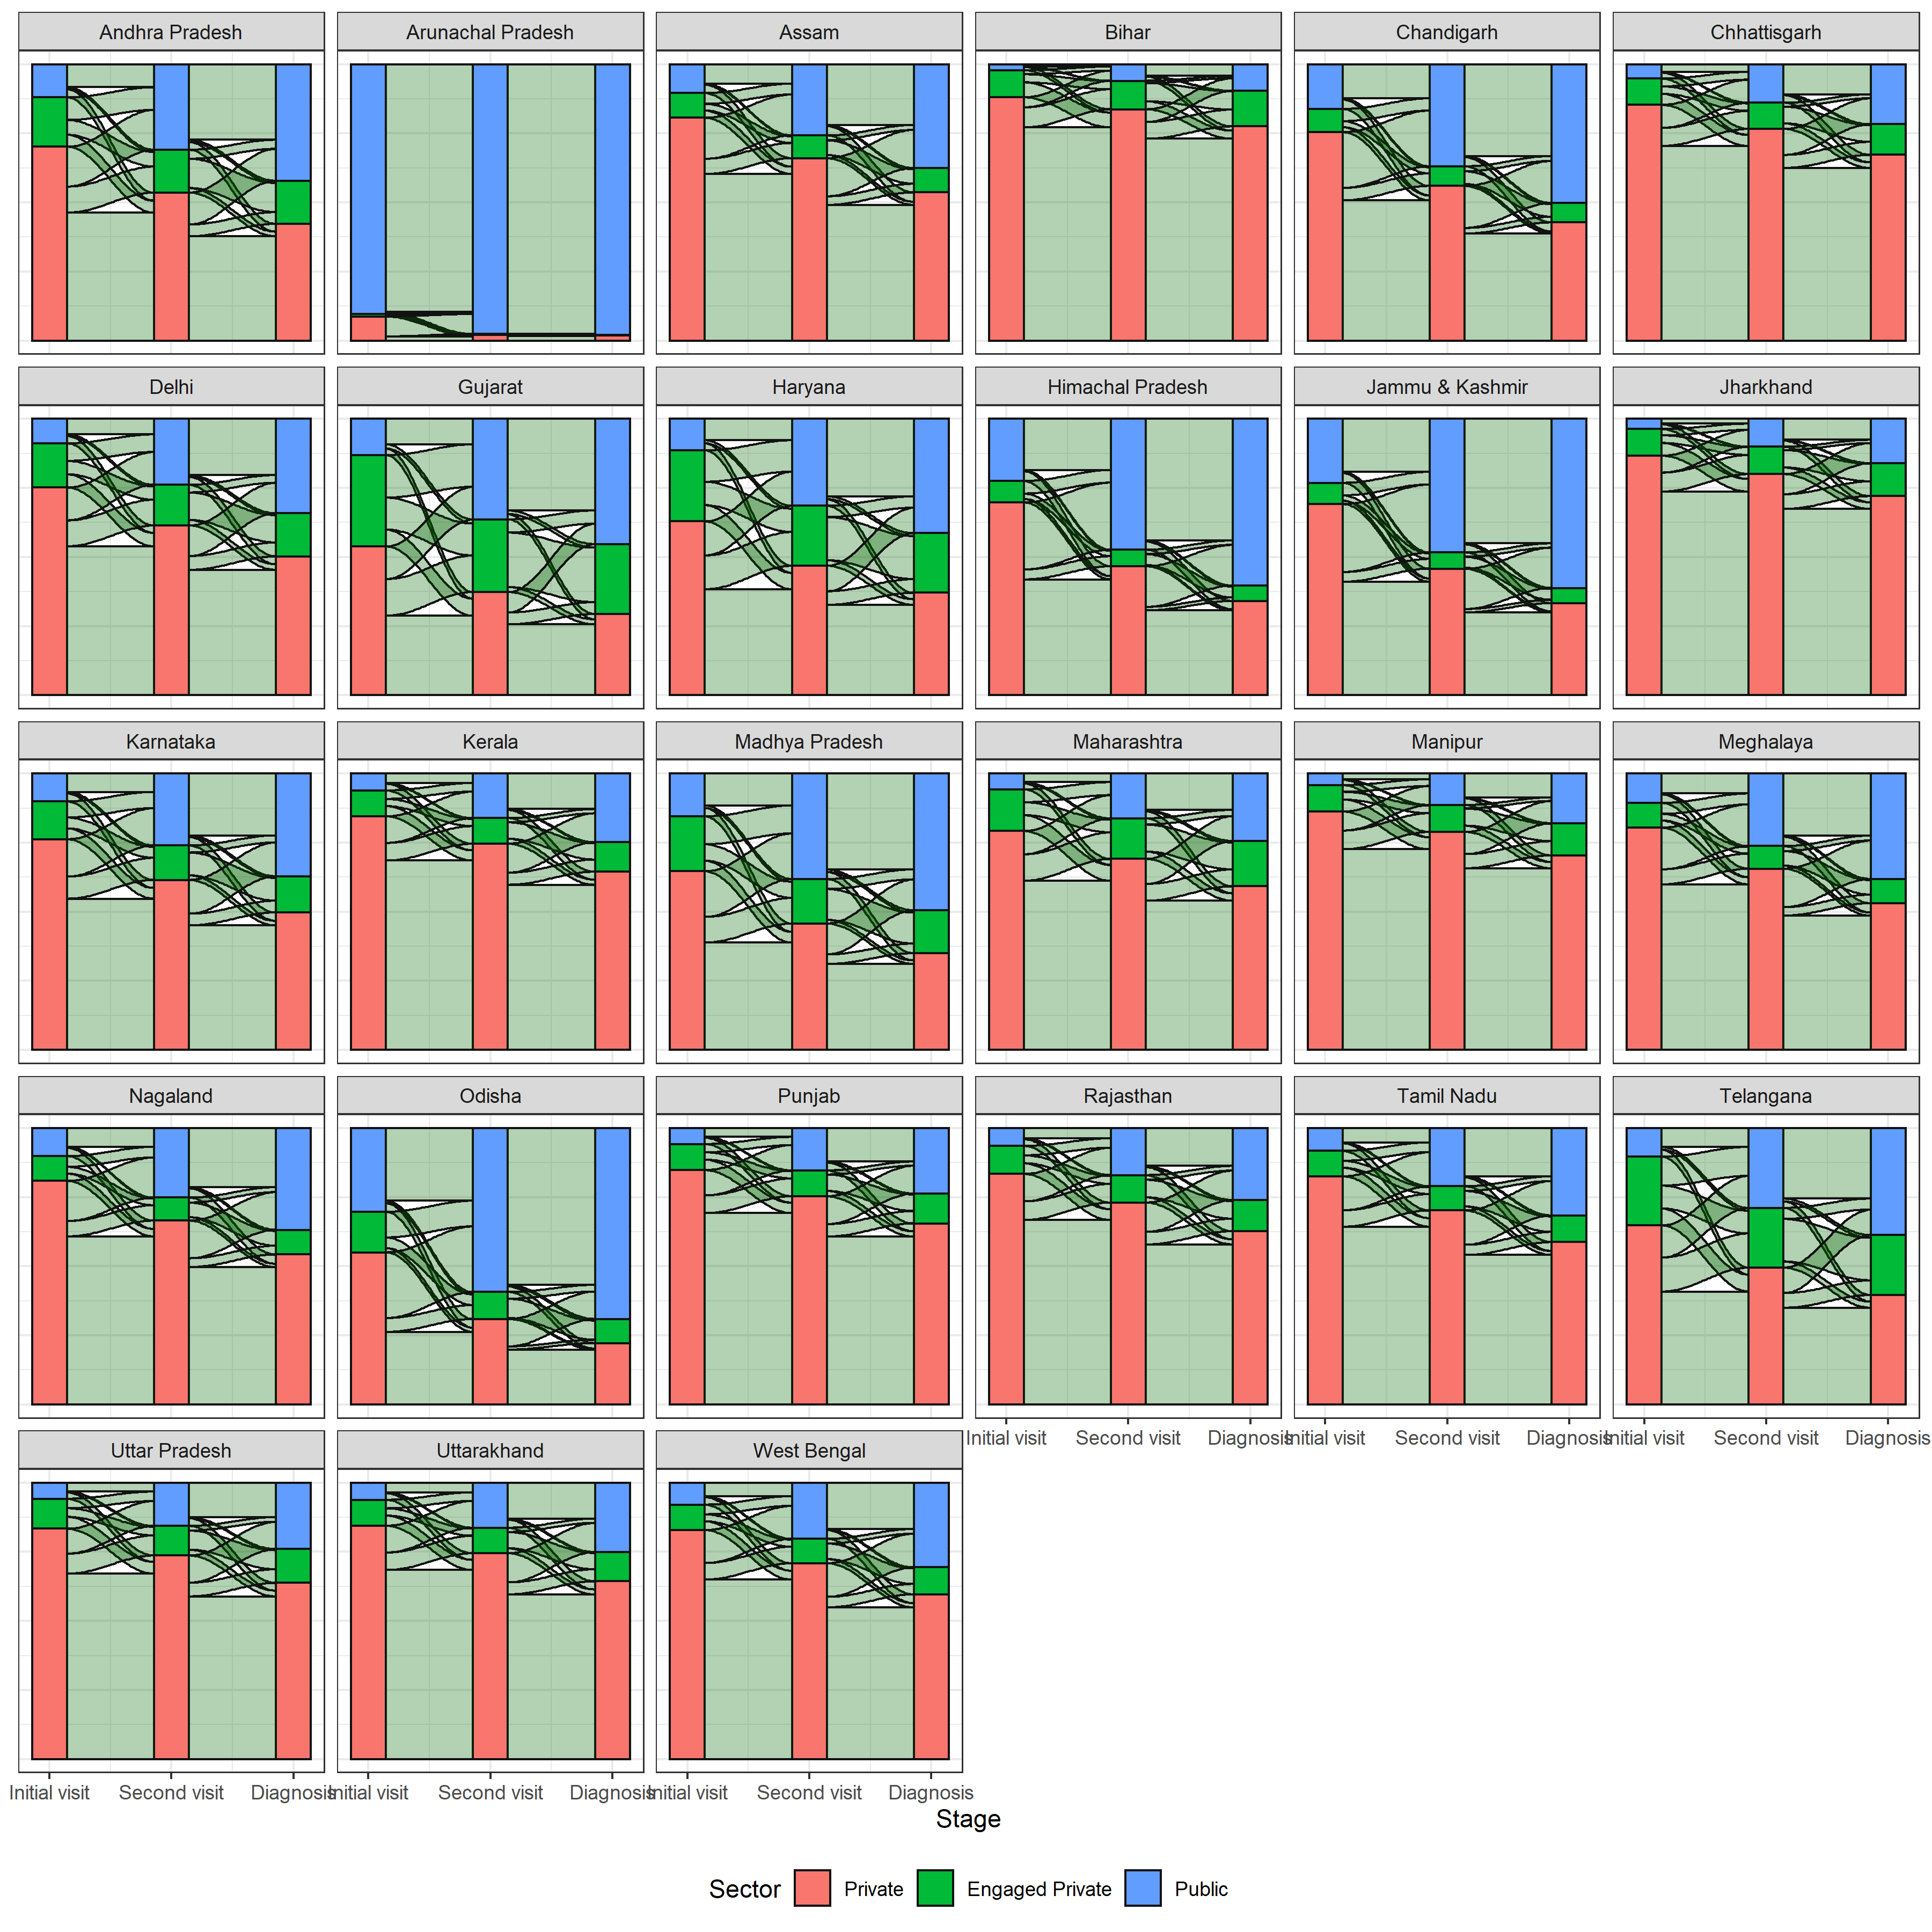 Andhra Pradesh
Arunachal Pradesh
Assam
Bihar
Chandigarh
Chhattisgarh
Delhi
Gujarat
Haryana
Himachal Pradesh
Jammu & Kashmir
Jharkhand
Karnataka
Kerala
Madhya Pradesh
Maharashtra
Manipur
Meghalaya
Nagaland
Odisha
Punjab
Rajasthan
Tamil Nadu
Telangana
Initial visit Second visit Diagnosis
Initial visit Second visit Diagnosis
Initial visit Second visit Diagnosis
Uttar Pradesh
Uttarakhand
West Bengal
Initial visit Second visit Diagnosis
Initial visit Second visit Diagnosis
Initial visit Second visit Diagnosis
Stage
Sector Private Engaged Private Public